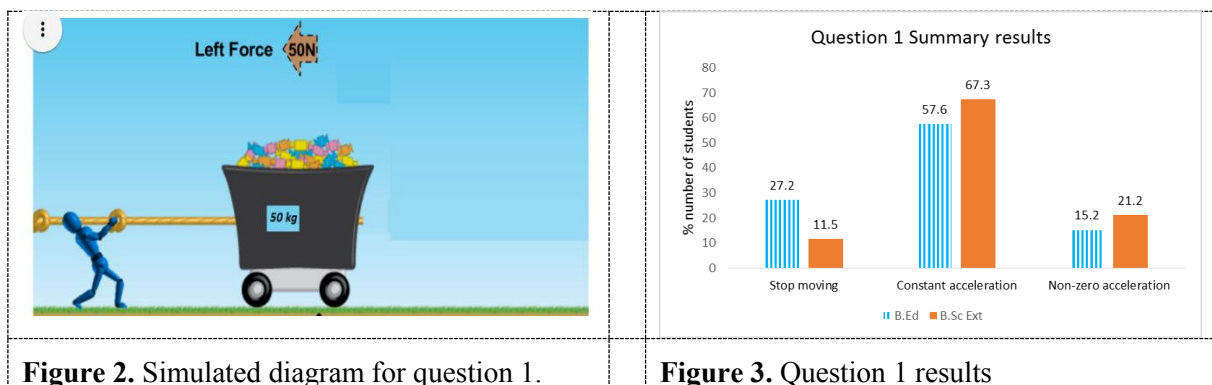 Left Force 50N
50 kg
Question 1 Summary results
% number of students
80
70
60
50
40
30
20
10
0
27.2
11.5
57.6
67.3
15.2
21.2
Stop moving
Constant acceleration
Non-zero acceleration
B.Ed
B.Sc Ext
Figure 2. Simulated diagram for question 1.
Figure 3. Question 1 results